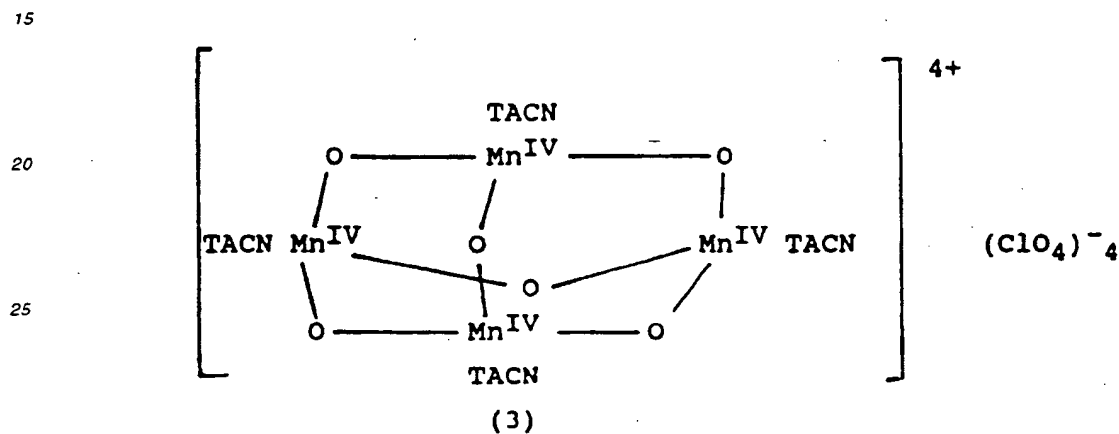 15
4+
TACN
20 O Mn^IV O
TACN Mn^IV O Mn^IV TACN (ClO4)^-4
O
25 O Mn^IV O
TACN
(3)